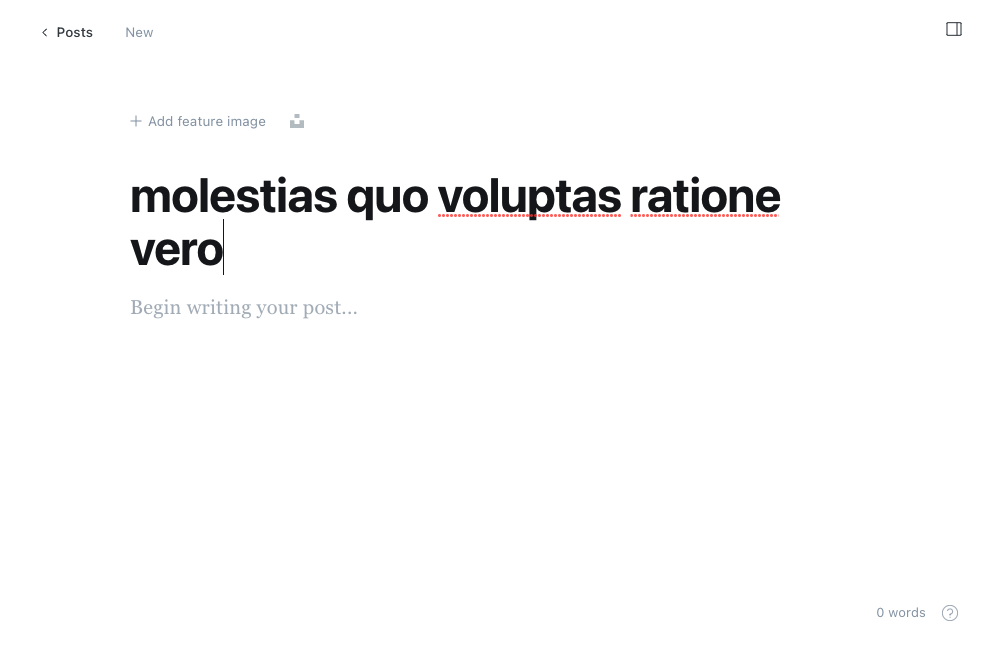 Posts New
Add feature image
molestias quo voluptas ratione
vero
Begin writing your post...
0 words